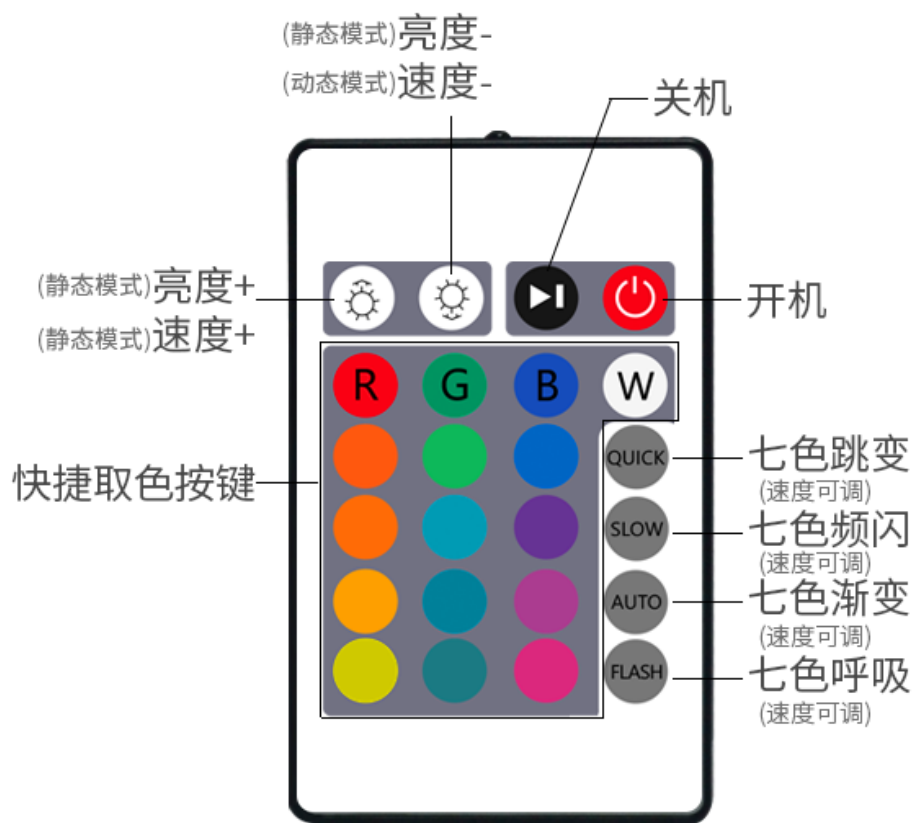 (静态模式)亮度-
(动态模式)速度-
关机
(静态模式)亮度+
(静态模式)速度+
开机
R G B W
快捷取色按键
QUICK 七色跳变
(速度可调)
SLOW 七色频闪
(速度可调)
AUTO 七色渐变
(速度可调)
FLASH 七色呼吸
(速度可调)